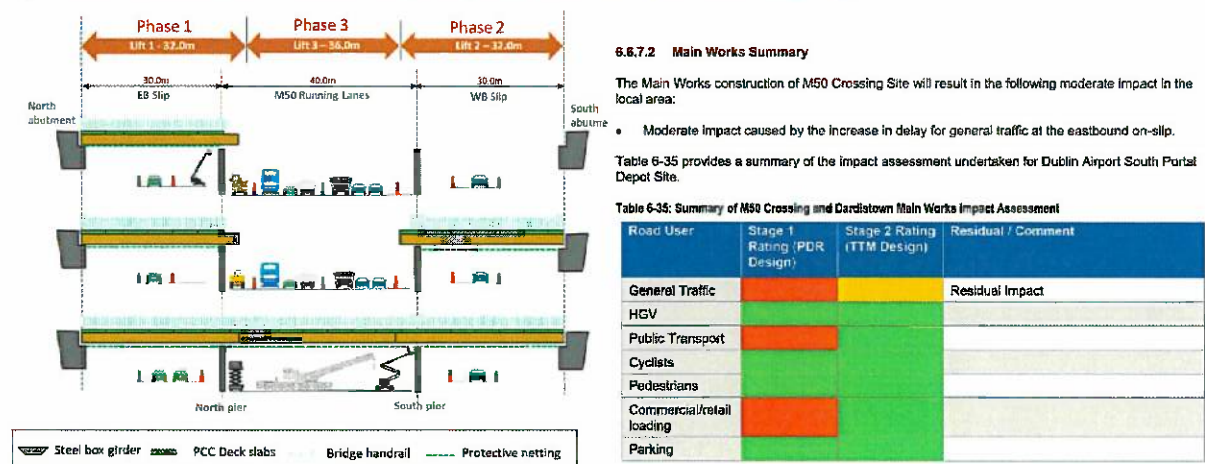 Phase 1
Phase 3
Phase 2
Lift 1 - 32.0m
Lift 3 – 36.0m
Lift 2 – 32.0m
30.0m
40.0m
30.0m
EB Slip
M50 Running Lanes
WB Slip
North
abutment
South
abutme
North pier
South pier
Steel box girder
PCC Deck slabs
Bridge handrail
Protective netting
6.6.7.2 Main Works Summary
The Main Works construction of M50 Crossing Site will result in the following moderate impact in the
local area:
• Moderate impact caused by the increase in delay for general traffic at the eastbound on-slip.
Table 6-35 provides a summary of the impact assessment undertaken for Dublin Airport South Portal
Depot Site.
Table 6-35: Summary of M50 Crossing and Dardistown Main Works Impact Assessment
Road User
Stage 1
Rating (PDR
Design)
Stage 2 Rating
(TTM Design)
Residual / Comment
General Traffic
Residual Impact
HGV
Public Transport
Cyclists
Pedestrians
Commercial/retail
loading
Parking